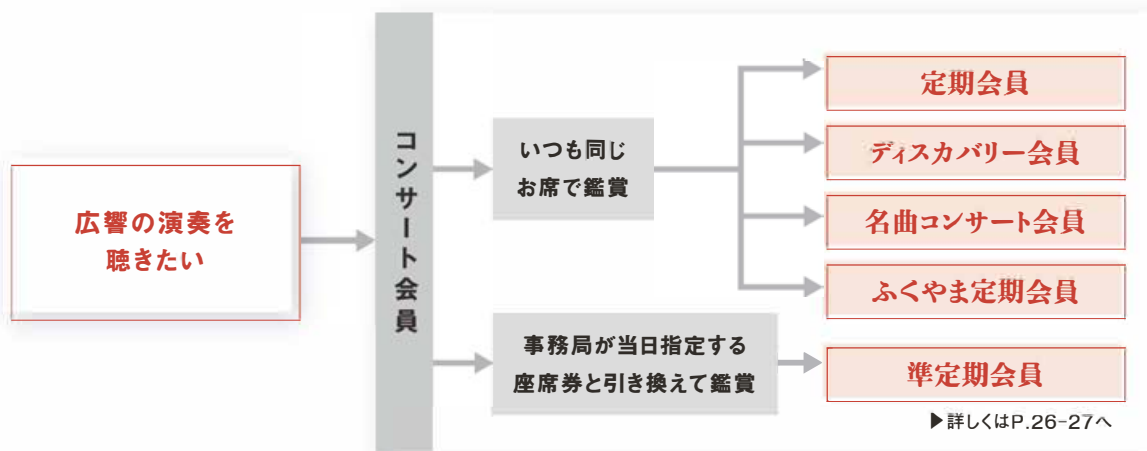 広響の演奏を
聴きたい
コンサート会員
いつも同じ
お席で鑑賞
定期会員
ディスカバリー会員
名曲コンサート会員
ふくやま定期会員
事務局が当日指定する
座席券と引き換えて鑑賞
準定期会員
▶詳しくはP.26-27へ